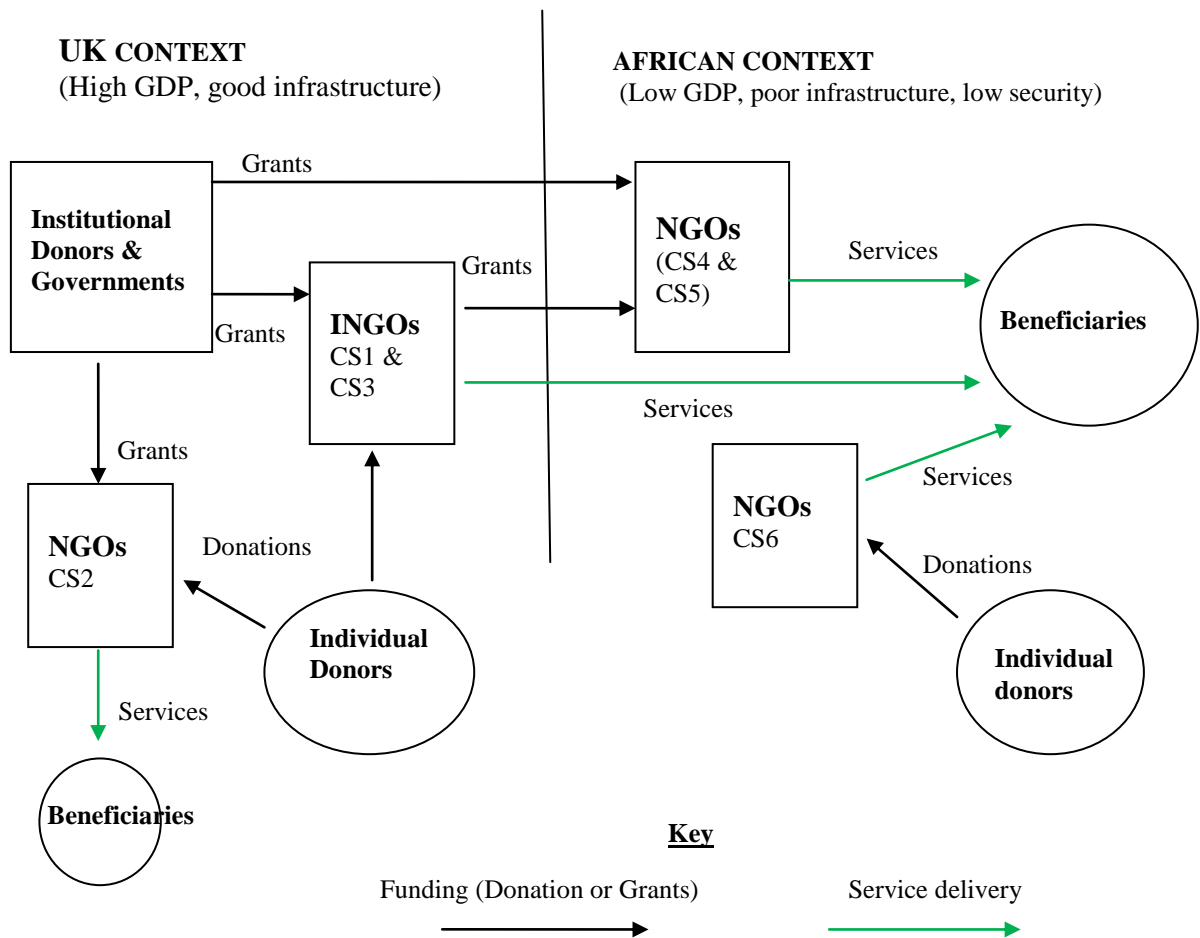 UK CONTEXT
(High GDP, good infrastructure)
AFRICAN CONTEXT
(Low GDP, poor infrastructure, low security)
Grants
Institutional
Donors &
Governments
Grants
INGOs
CS1 &
CS3
Grants
NGOs
(CS4 &
CS5)
Services
Beneficiaries
Services
Grants
NGOs
CS2
Donations
Individual
Donors
Services
Beneficiaries
NGOs
CS6
Services
Donations
Individual
donors
Key
Funding (Donation or Grants)
Service delivery